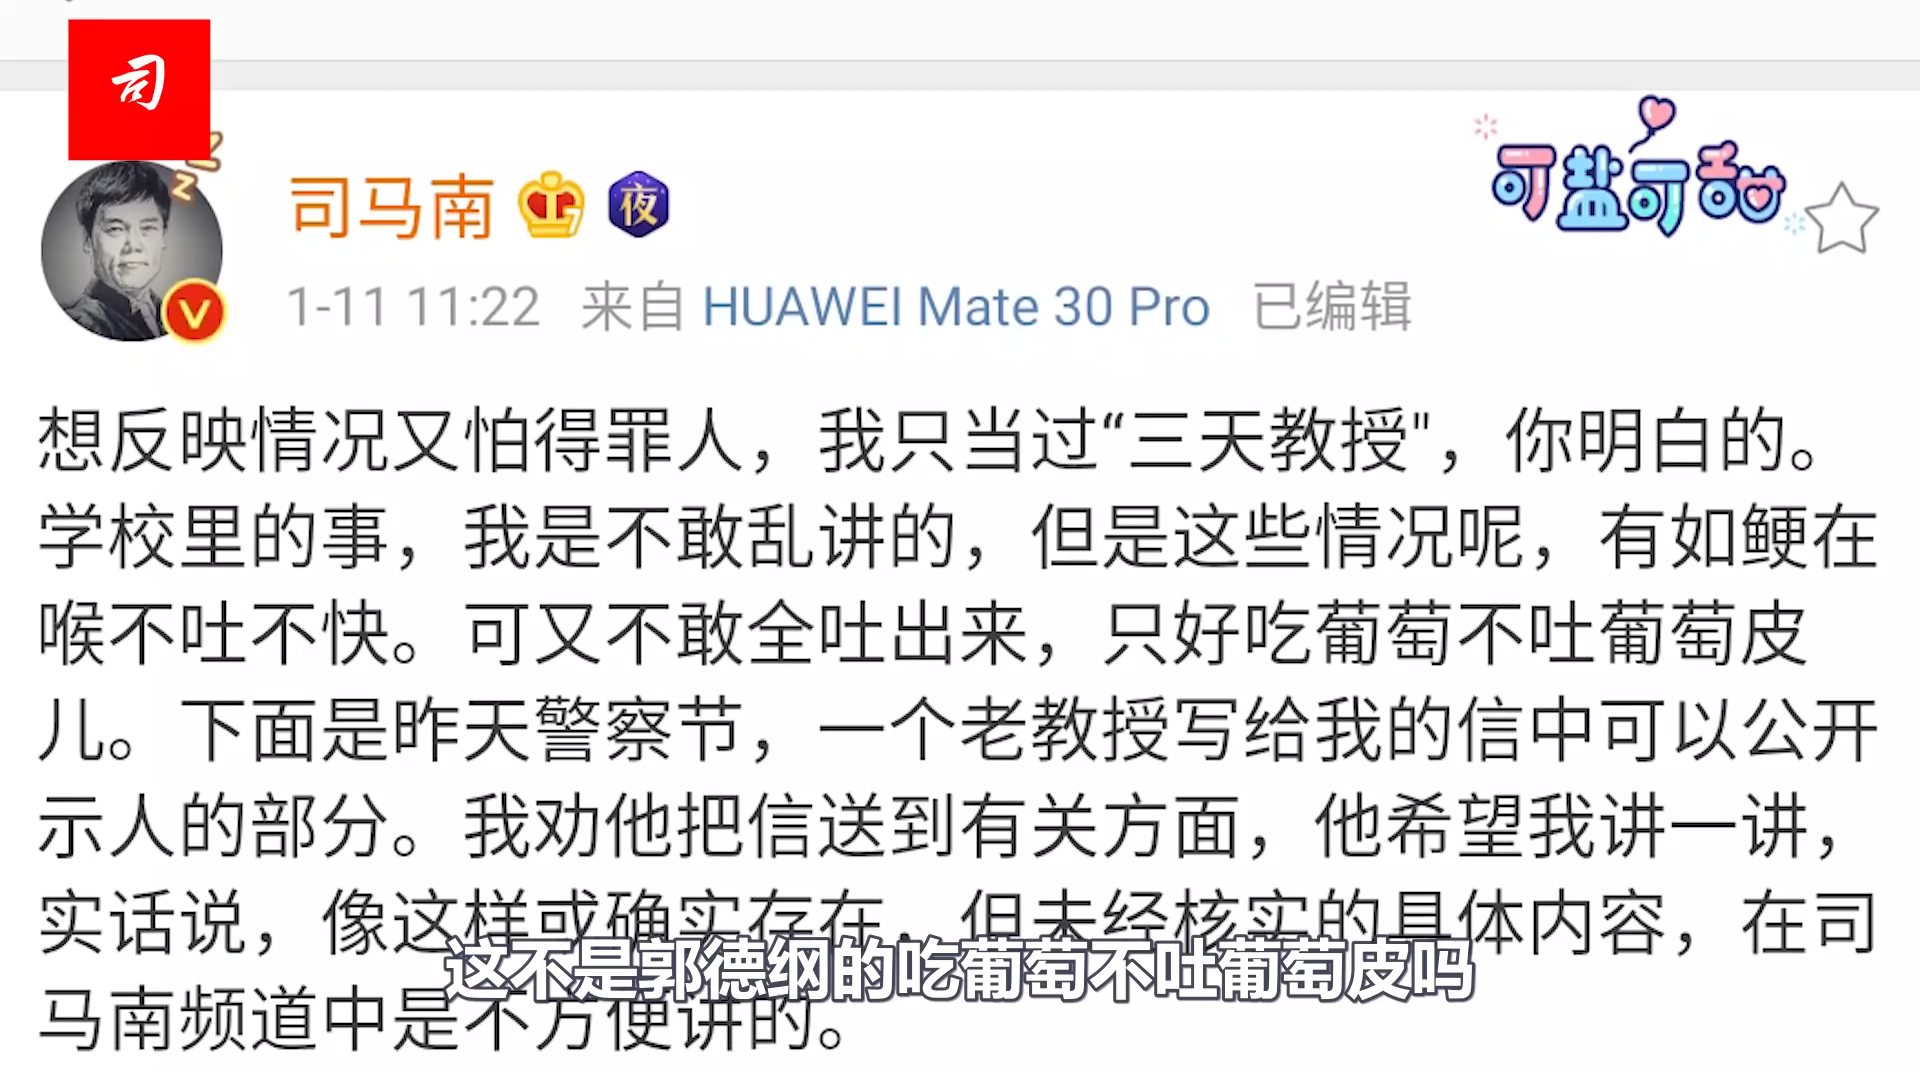 司
可盐可甜
司马南
夜
V
1-11 11:22 来自 HUAWEI Mate 30 Pro 已编辑
想反映情况又怕得罪人，我只当过“三天教授"，你明白的。
学校里的事，我是不敢乱讲的，但是这些情况呢，有如鲠在
喉不吐不快。可又不敢全吐出来，只好吃葡萄不吐葡萄皮
儿。下面是昨天警察节，一个老教授写给我的信中可以公开
示人的部分。我劝他把信送到有关方面，他希望我讲一讲，
实话说，像这样或确实存在，但未经核实的具体内容，在司
马南频道中是不方便讲的。
这不是郭德纲的吃葡萄不吐葡萄皮吗